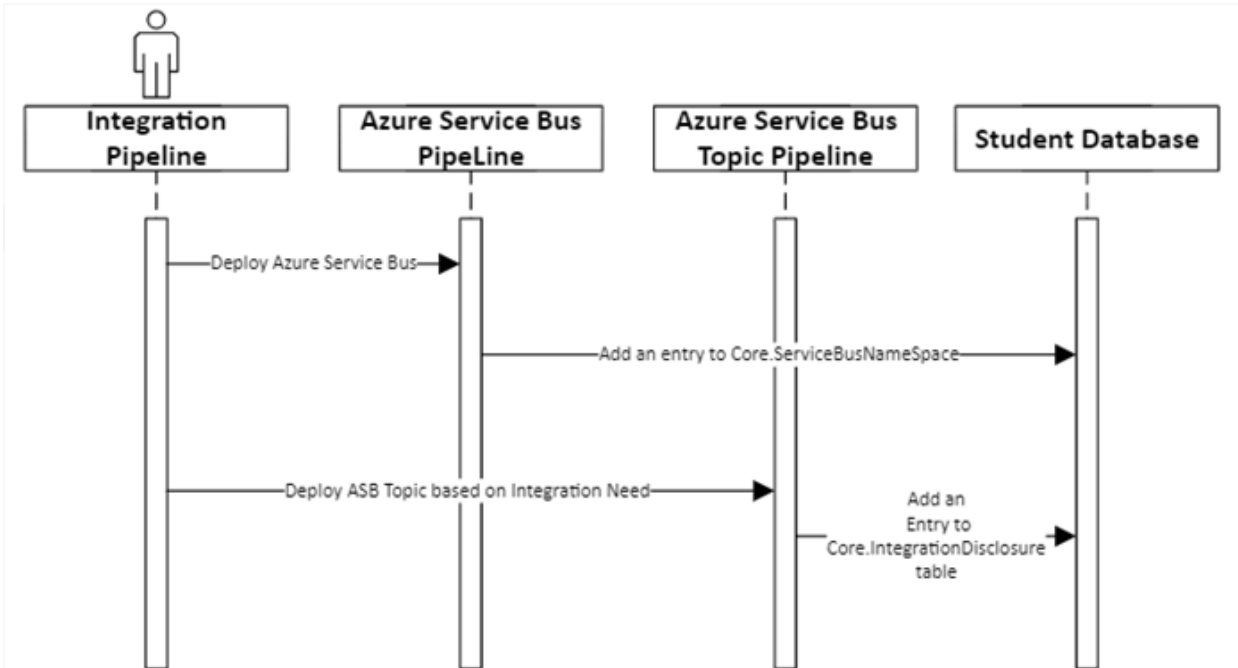 Integration
Pipeline
Azure Service Bus
PipeLine
Azure Service Bus
Topic Pipeline
Student Database
Deploy Azure Service Bus
Add an entry to Core.ServiceBusNameSpace
Deploy ASB Topic based on Integration Need
Add an
Entry to
Core.IntegrationDisclosure
table